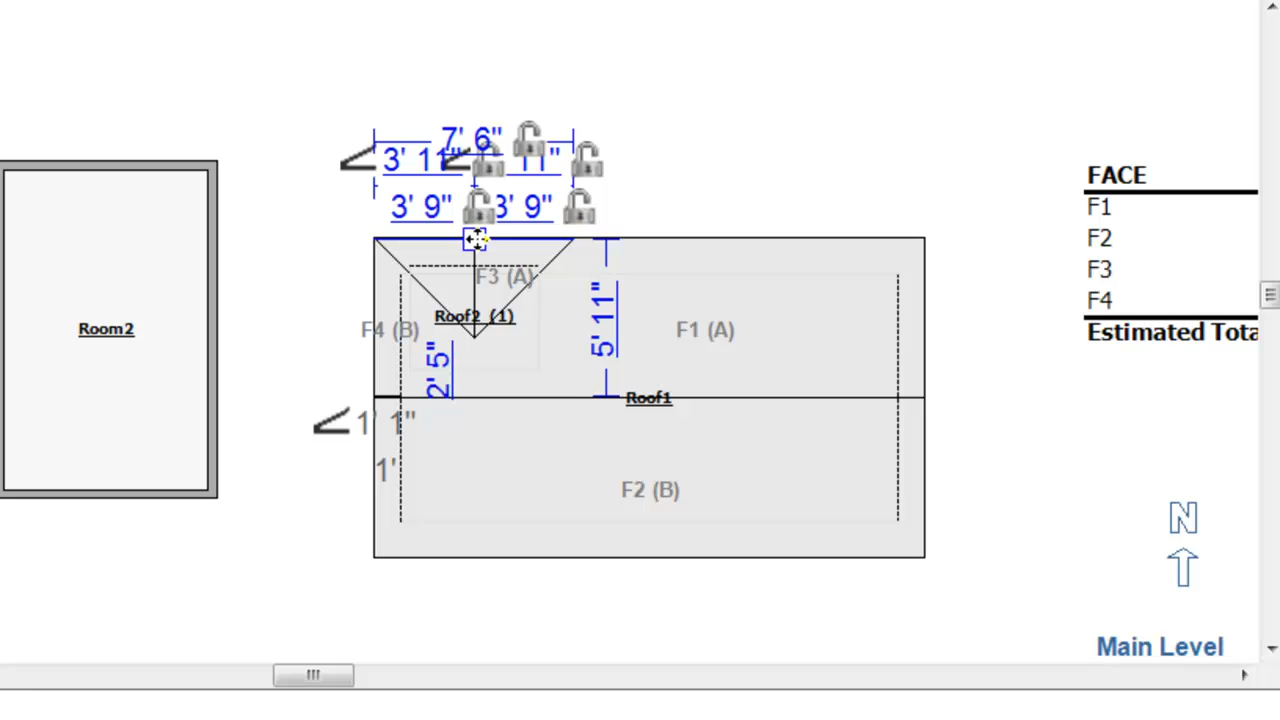 7' 6"
3' 11" 11"
3' 9" 3' 9"
FACE
F1
F2
F3
F4
Estimated Tota
F3 (A)
Roof2 (1)
F4 (B)
F1 (A)
5' 11"
2' 5"
Room2
Roof1
1' 1"
1'
F2 (B)
N
Main Level